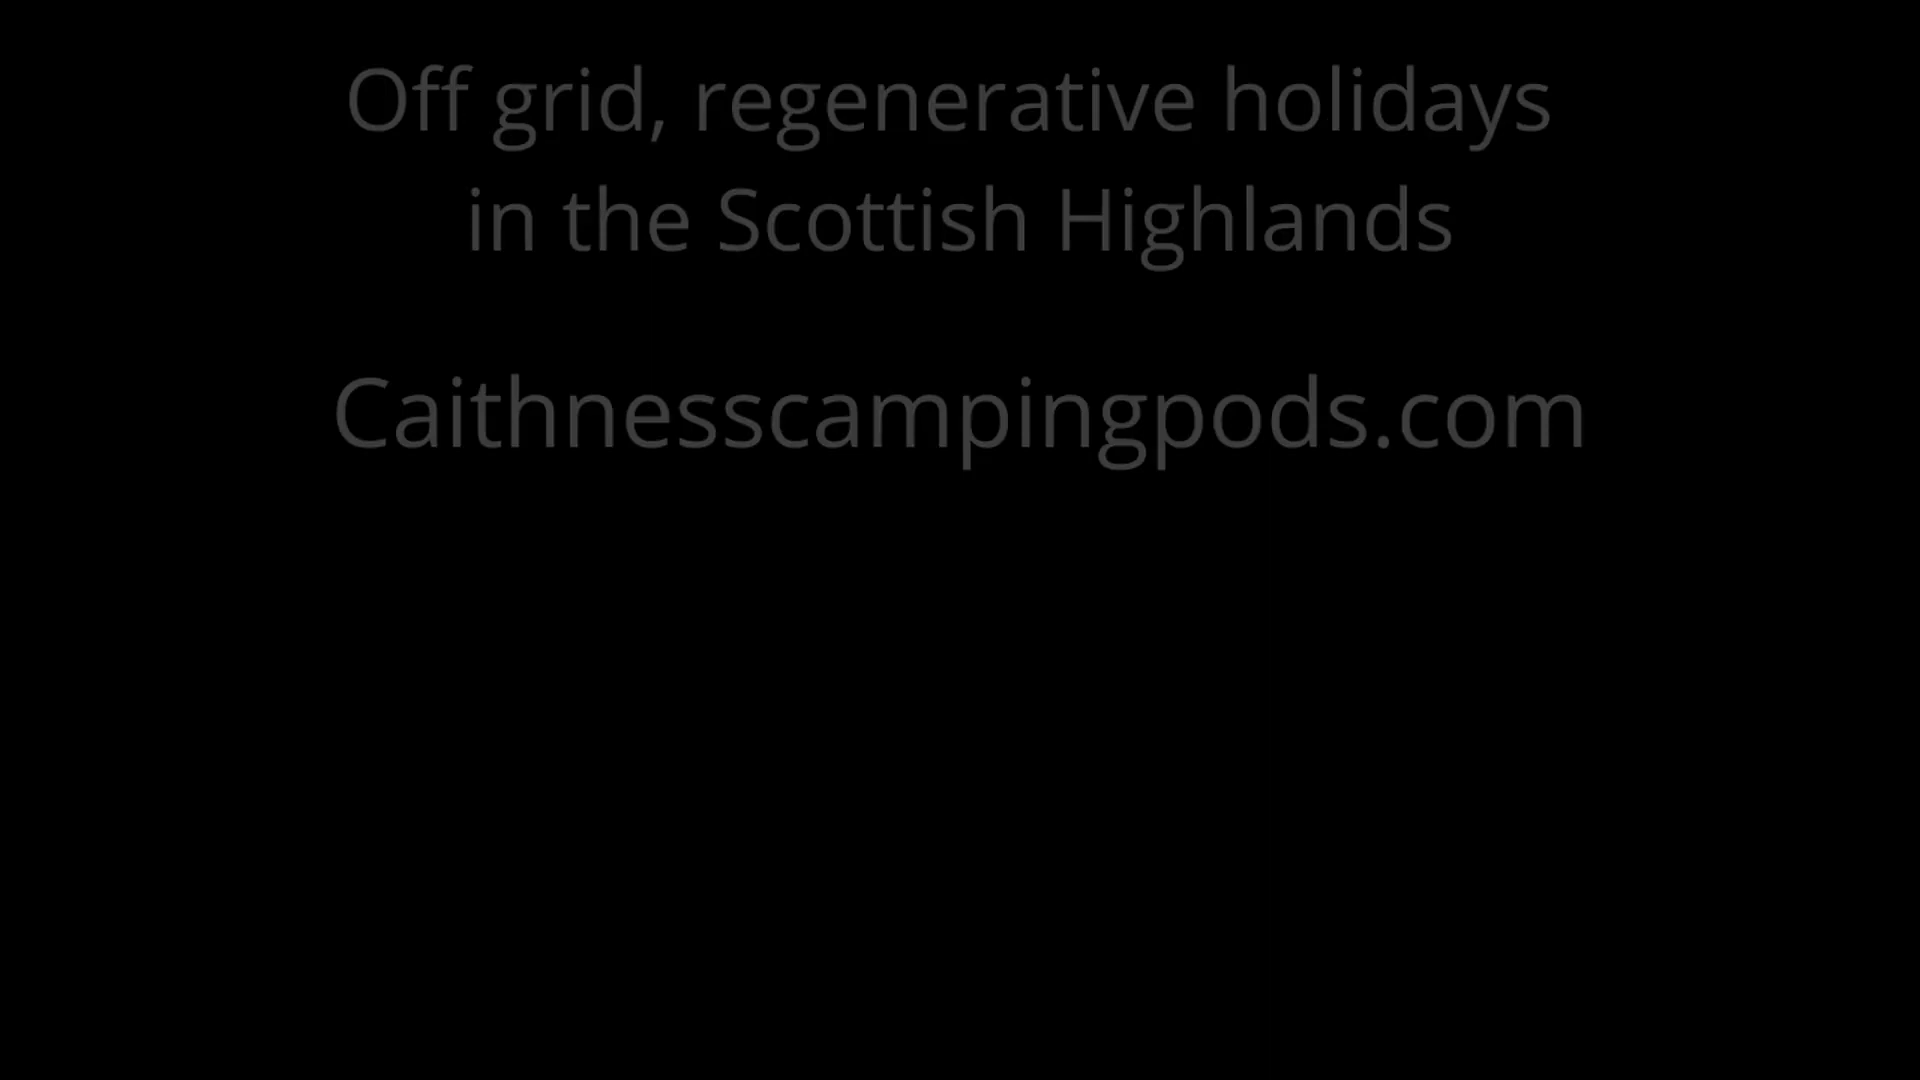 Off grid, regenerative holidays
in the Scottish Highlands
Caithnesscampingpods.com